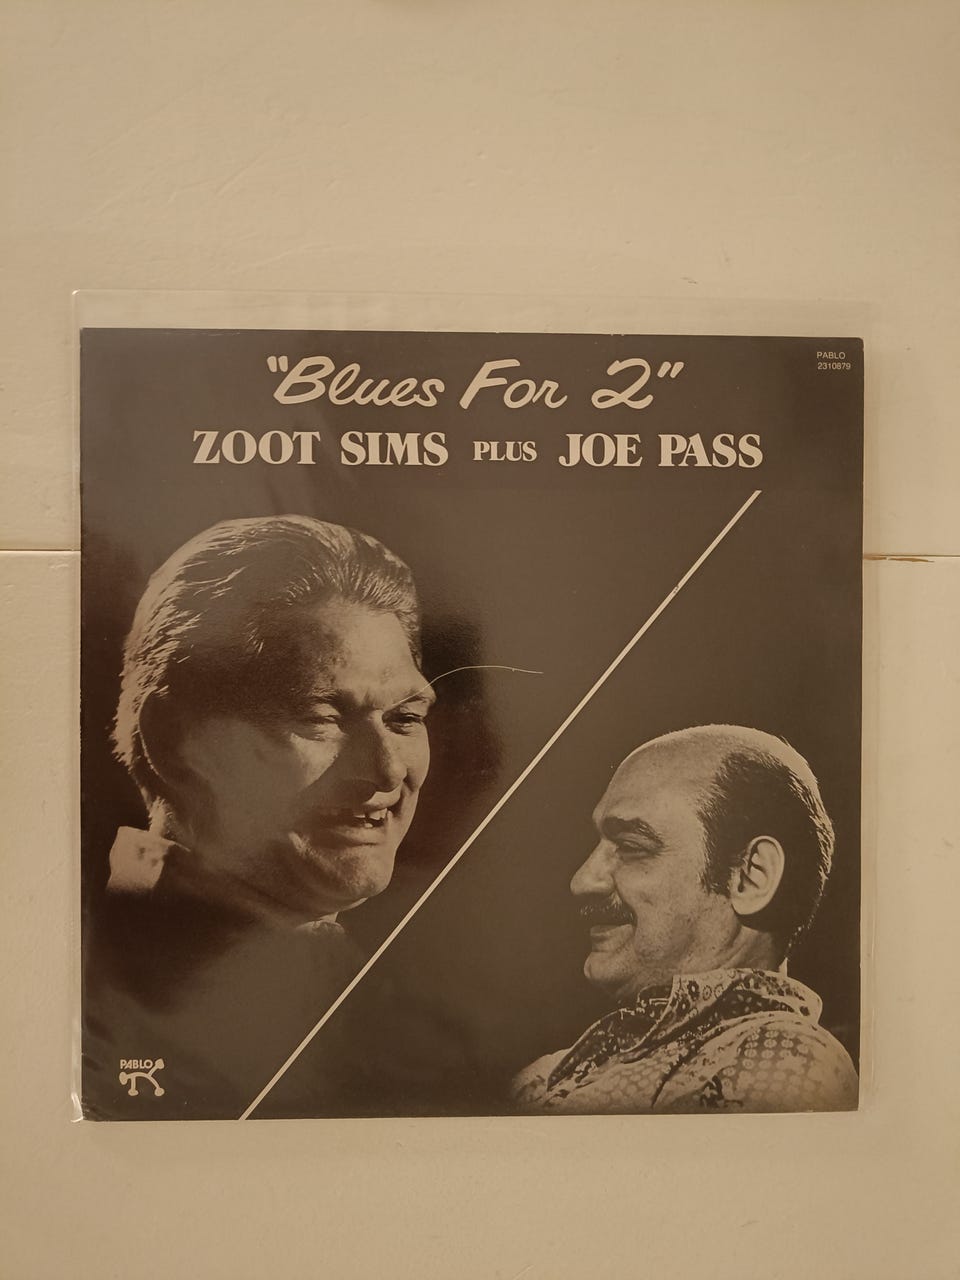 "Blues For 2"
ZOOT SIMS PLUS JOE PASS
PABLO
2310879
PABLO